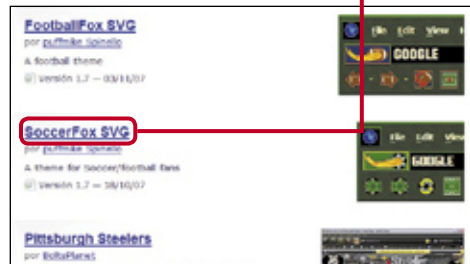 FootballFox SVG
por puffmike Spinello
A football theme
Versión 1.7 — 03/11/07
File Edit View
GOOGLE
SoccerFox SVG
por puffmike Spinello
A theme for Soccer/football fans
Versión 1.7 — 18/10/07
File Edit View
GOOGLE
Pittsburgh Steelers
por BoltsPlanet